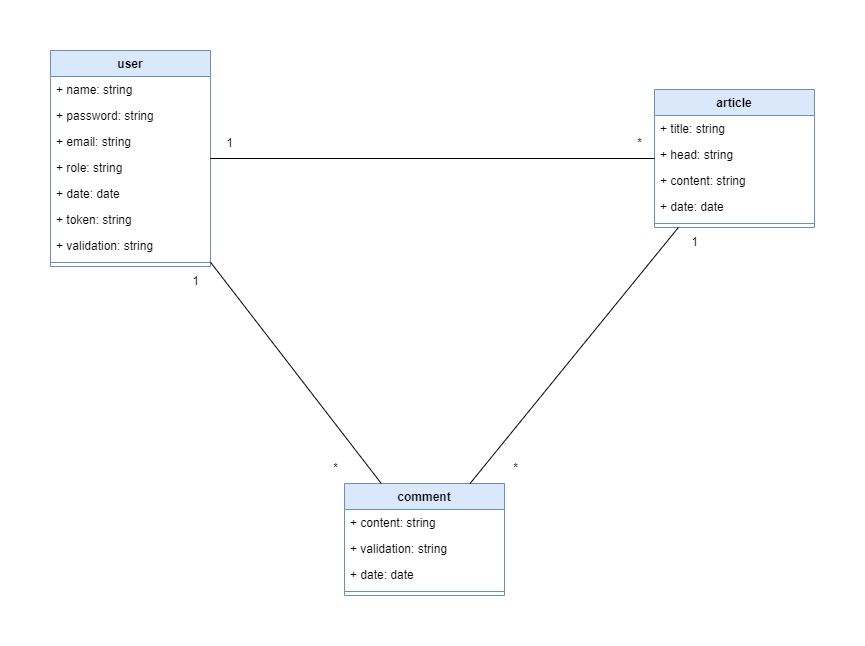 user
+ name: string
+ password: string
+ email: string
+ role: string
+ date: date
+ token: string
+ validation: string
1
*
article
+ title: string
+ head: string
+ content: string
+ date: date
1
1
*
*
comment
+ content: string
+ validation: string
+ date: date